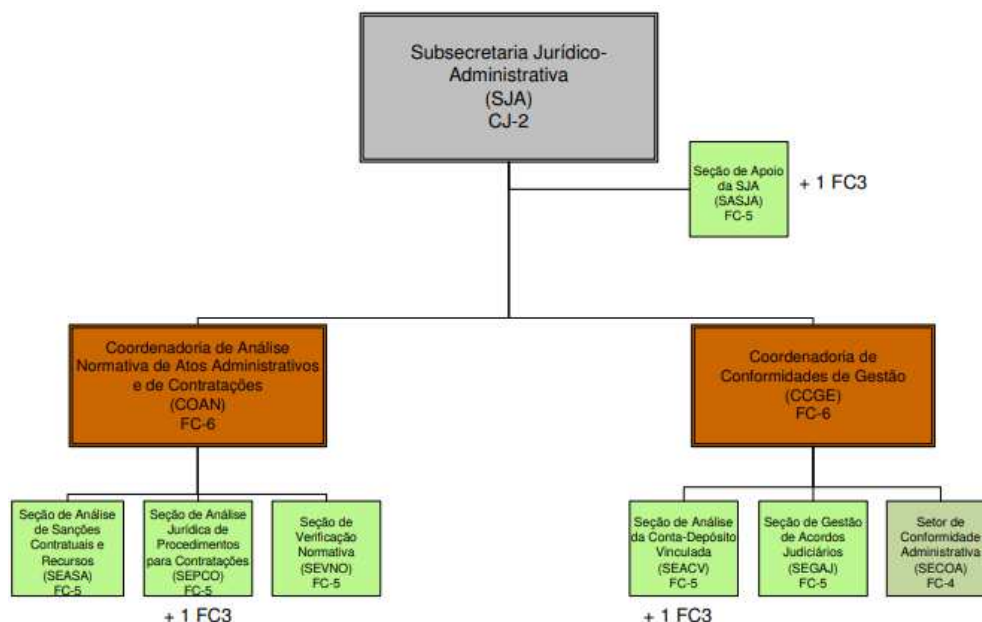 Subsecretaria Jurídico-
Administrativa
(SJA)
CJ-2
Seção de Apoio
da SJA
(SASJA)
FC-5
+ 1 FC3
Coordenadoria de Análise
Normativa de Atos Administrativos
e de Contratações
(COAN)
FC-6
Coordenadoria de
Conformidades de Gestão
(CCGE)
FC-6
Seção de Análise
de Sanções
Contratuais e
Recursos
(SEASA)
FC-5
Seção de Análise
Jurídica de
Procedimentos
para Contratações
(SEPCO)
FC-5
+ 1 FC3
Seção de
Verificação
Normativa
(SEVNO)
FC-5
Seção de Análise
da Conta-Depósito
Vinculada
(SEACV)
FC-5
+ 1 FC3
Seção de Gestão
de Acordos
Judiciários
(SEGAJ)
FC-5
Setor de
Conformidade
Administrativa
(SECOA)
FC-4